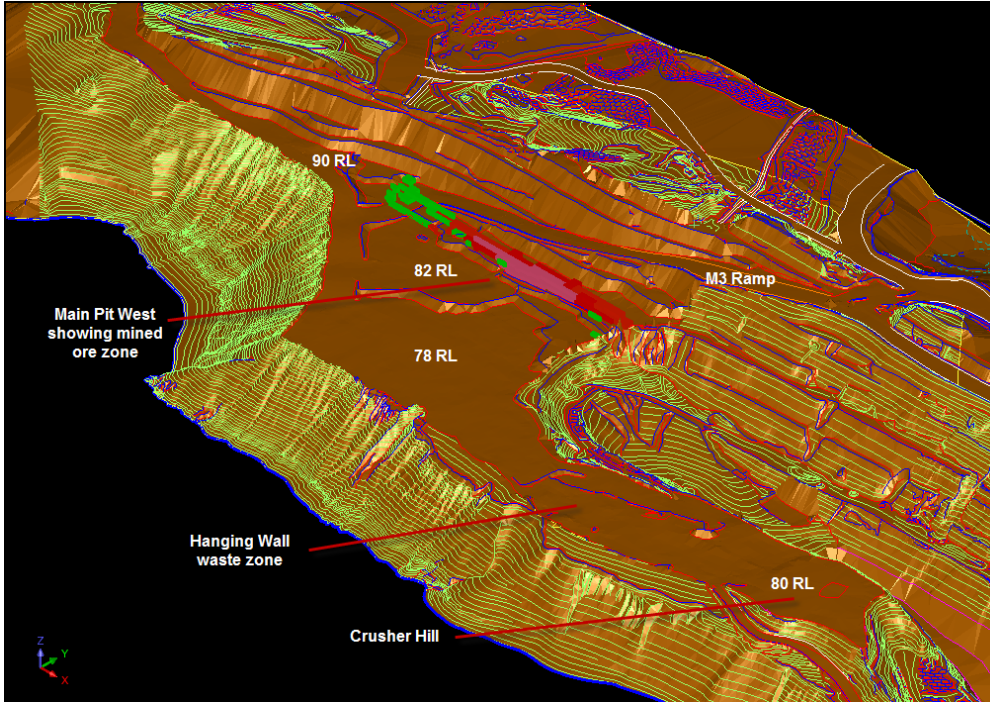 90 RL
82 RL
M3 Ramp
Main Pit West
showing mined
ore zone
78 RL
Hanging Wall
waste zone
80 RL
Crusher Hill
Z
Y
X